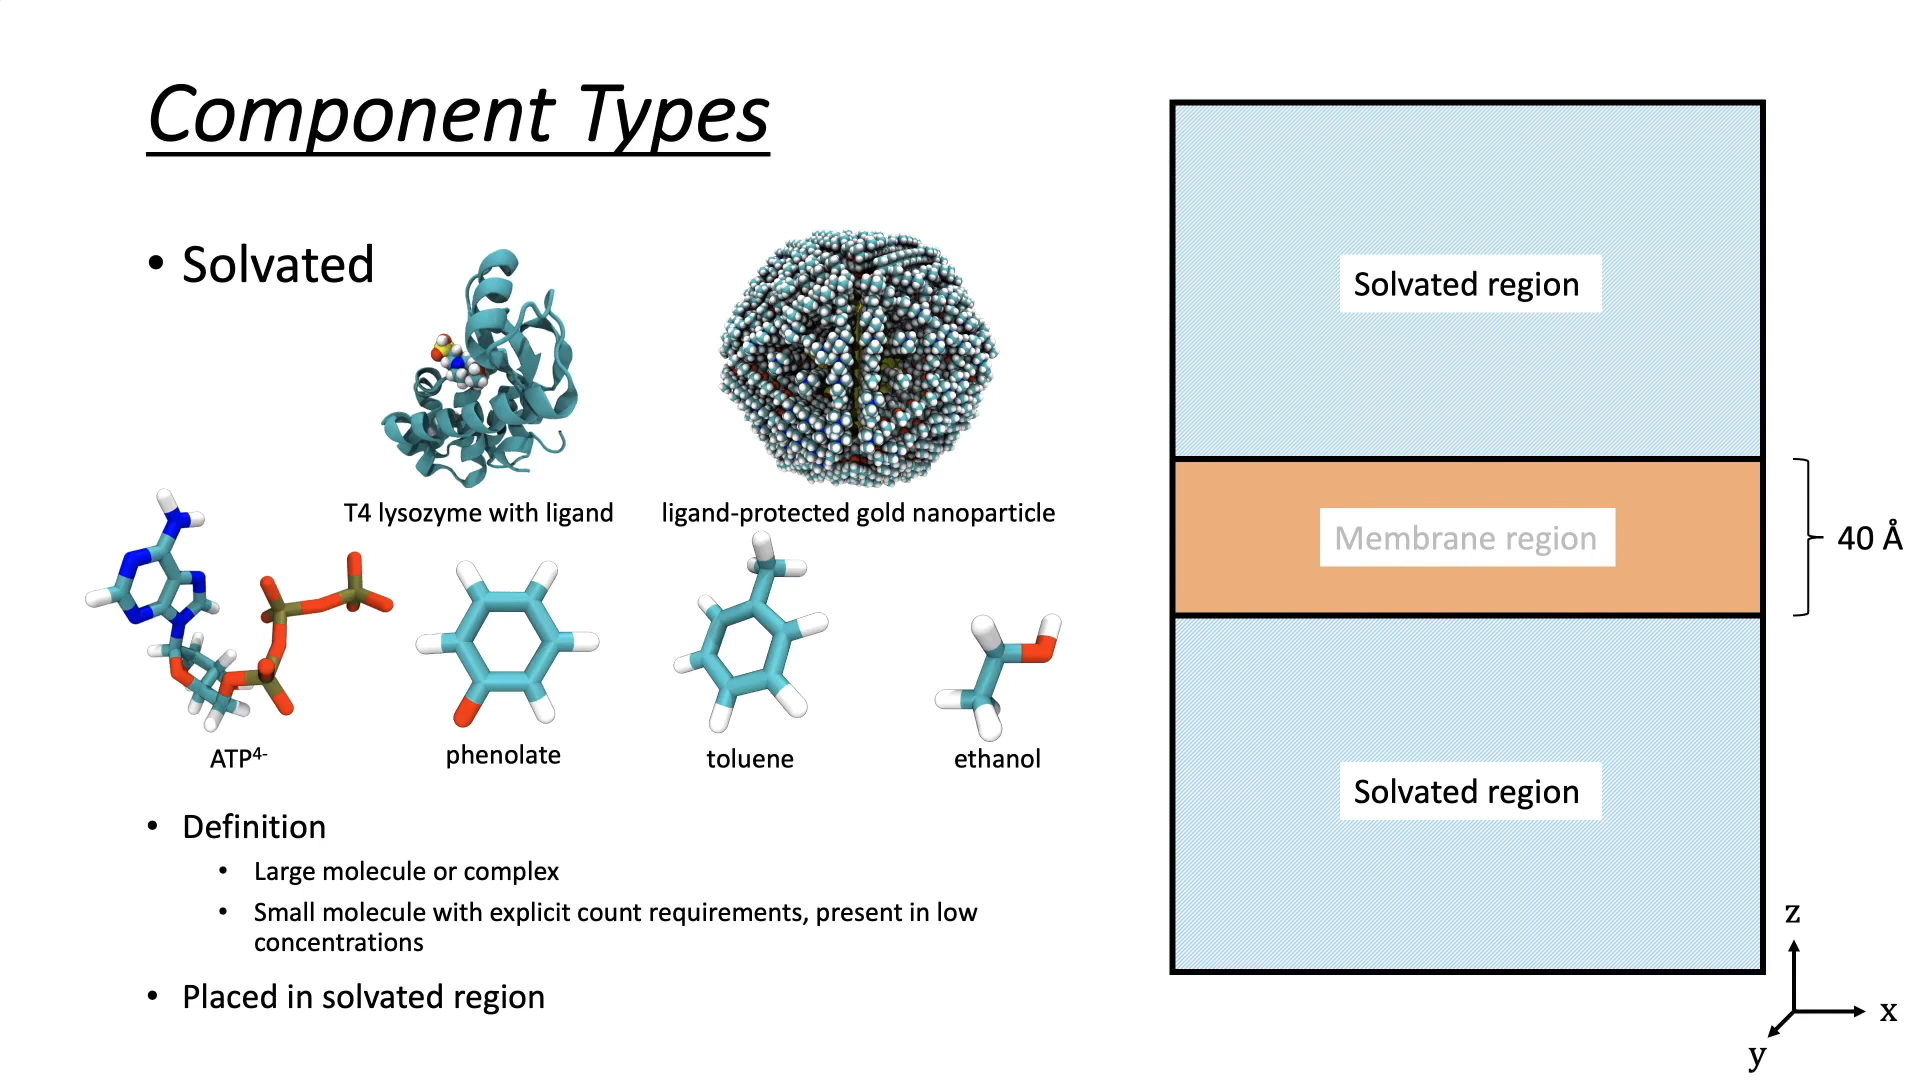 Component Types
• Solvated
T4 lysozyme with ligand
ligand-protected gold nanoparticle
ATP⁴⁻
phenolate
toluene
ethanol
• Definition
• Large molecule or complex
• Small molecule with explicit count requirements, present in low
concentrations
• Placed in solvated region
Solvated region
Membrane region
40 Å
Solvated region
z
x
y